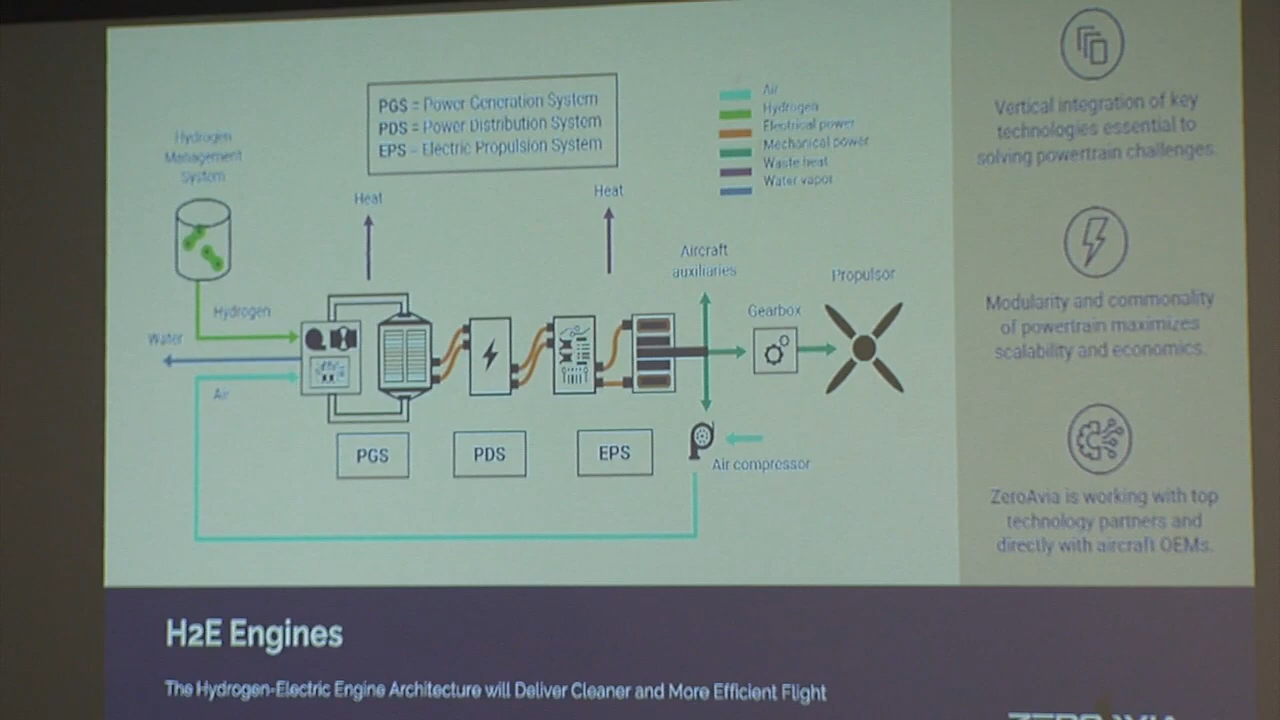 PGS = Power Generation System
PDS = Power Distribution System
EPS - Electric Propulsion System
Air
Hydrogen
Electrical power
Mechanical power
Waste heat
Water vapor
Hydrogen
Management
System
Heat
Heat
Aircraft
auxiliaries
Propulsor
Gearbox
Hydrogen
Water
Air
PGS
PDS
EPS
Air compressor
Vertical integration of key
technologies essential to
solving powertrain challenges.
Modularity and commonality
of powertrain maximizes
scalability and economics.
ZeroAvia is working with top
technology partners and
directly with aircraft OEMs.
H2E Engines
The Hydrogen-Electric Engine Architecture will Deliver Cleaner and More Efficient Flight
ZEROAVIA